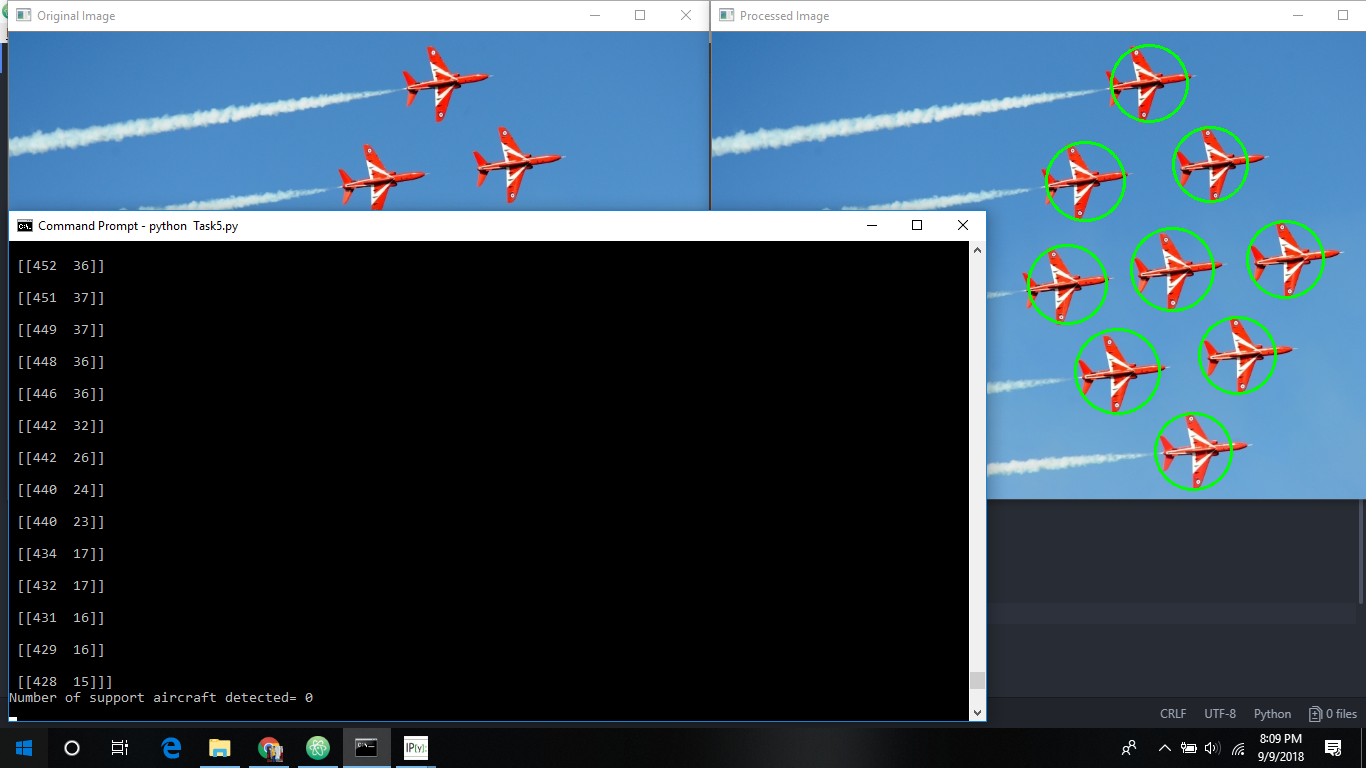 Original Image
Processed Image
Command Prompt - python  Task5.py
[[452  36]]
[[451  37]]
[[449  37]]
[[448  36]]
[[446  36]]
[[442  32]]
[[442  26]]
[[440  24]]
[[440  23]]
[[434  17]]
[[432  17]]
[[431  16]]
[[429  16]]
[[428  15]]]
Number of support aircraft detected= 0
CRLF UTF-8 Python 0 files
IP[y]:
8:09 PM
9/9/2018